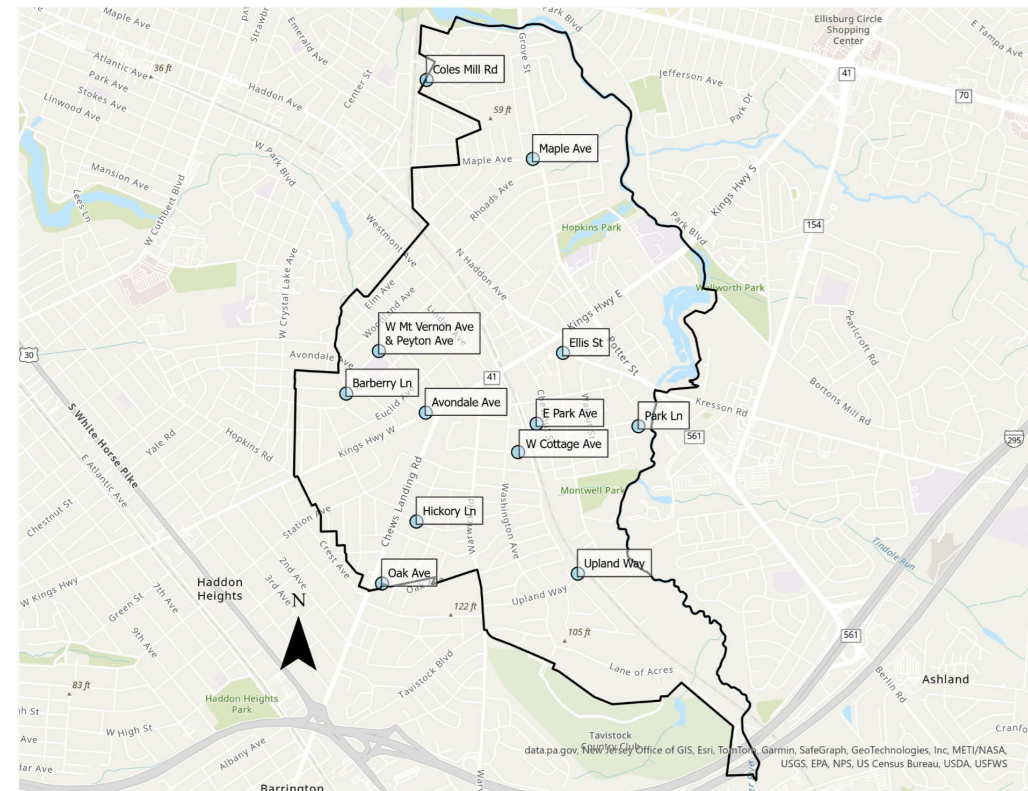 Park Blvd
Ellisburg Circle
Shopping
Center
E Tampa Ave
Emerald Ave
Atlantic Ave
36 ft
Park Ave
Stokes Ave
Linwood Ave
Haddon Ave
Center St
Grove St
Coles Mill Rd
Jefferson Ave
41
70
Park Dr
59 ft
Maple Ave
Maple Ave
W Park Blvd
Mansion Ave
Lees Ln
W Cuthbert Blvd
Rhoads Ave
Kings Hwy S
Westmont Ave
Hopkins Park
Park Blvd
154
N Haddon Ave
W Crystal Lake Ave
Elm Ave
Wallworth Park
Kings Hwy E
W Mt Vernon Ave
& Peyton Ave
Ellis St
Potter St
Pearlcroft Rd
30
Avondale Ave
Barberry Ln
41
Euclid Ave
Avondale Ave
E Park Ave
Park Ln
Kresson Rd
Bortons Mill Rd
S White Horse Pike
Yale Rd
Hopkins Rd
Kings Hwy W
W Cottage Ave
561
295
E Atlantic Ave
Chews Landing Rd
Montwell Park
Washington Ave
Chestnut St
Station Ave
Hickory Ln
Crest Ave
Tindale Run
2nd Ave
3rd Ave
Oak Ave
Upland Way
Haddon
Heights
W Kings Hwy
7th Ave
Green St
9th Ave
N
Upland Way
122 ft
105 ft
561
Tavistock Blvd
Lane of Acres
Berlin Rd
Ashland
83 ft
Haddon Heights
Park
W High St
Albany Ave
Tavistock
Country Club
data.pa.gov, New Jersey Office of GIS, Esri, TomTom, Garmin, SafeGraph, GeoTechnologies, Inc, METI/NASA,
USGS, EPA, NPS, US Census Bureau, USDA, USFWS
Barrington